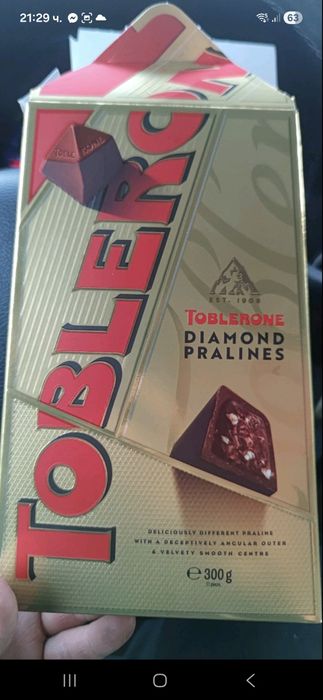 21:29 ч.
63
TOBLERONE
TOBLERONE
EST. 1908
TOBLERONE
DIAMOND
PRALINES
DELICIOUSLY DIFFERENT PRALINE
WITH A DECEPTIVELY ANGULAR OUTER
& VELVETY SMOOTH CENTRE
e 300 g